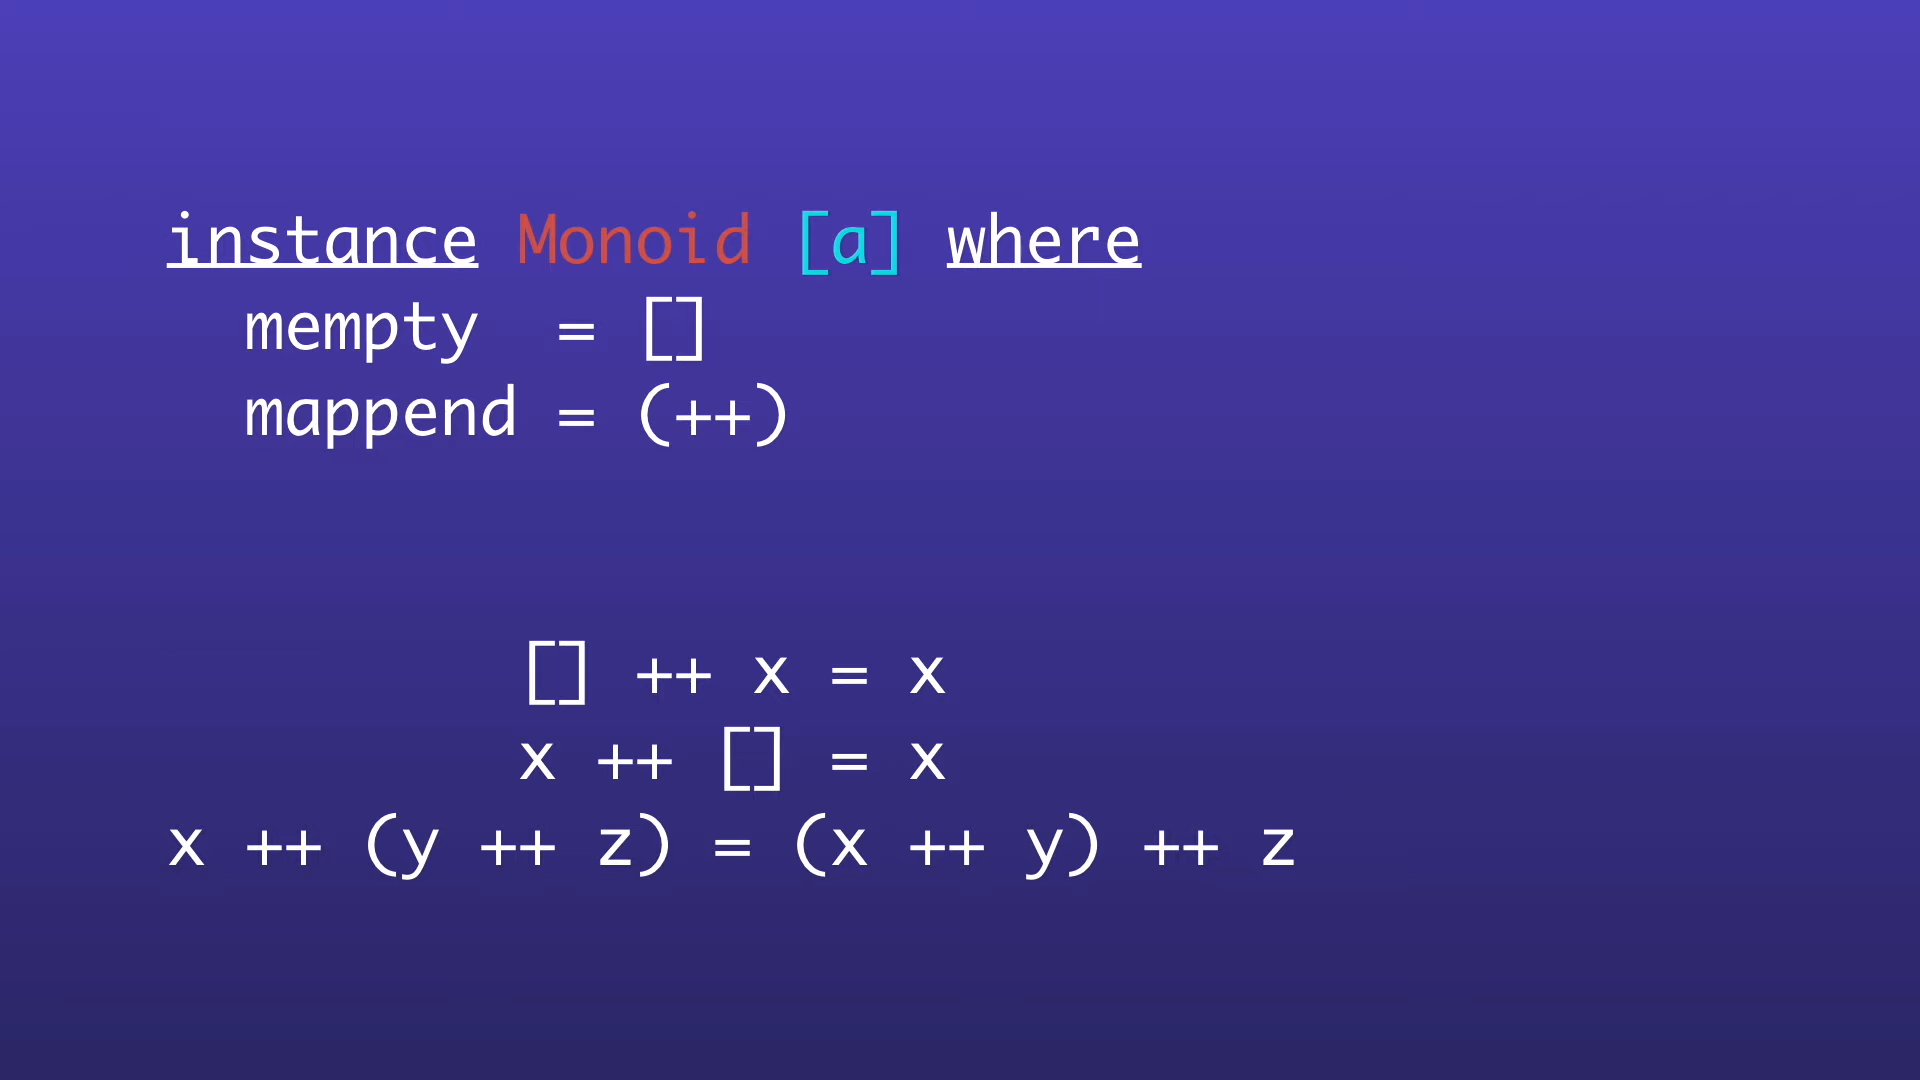 instance Monoid [a] where
  mempty  = []
  mappend = (++)
         [] ++ x = x
         x ++ [] = x
x ++ (y ++ z) = (x ++ y) ++ z